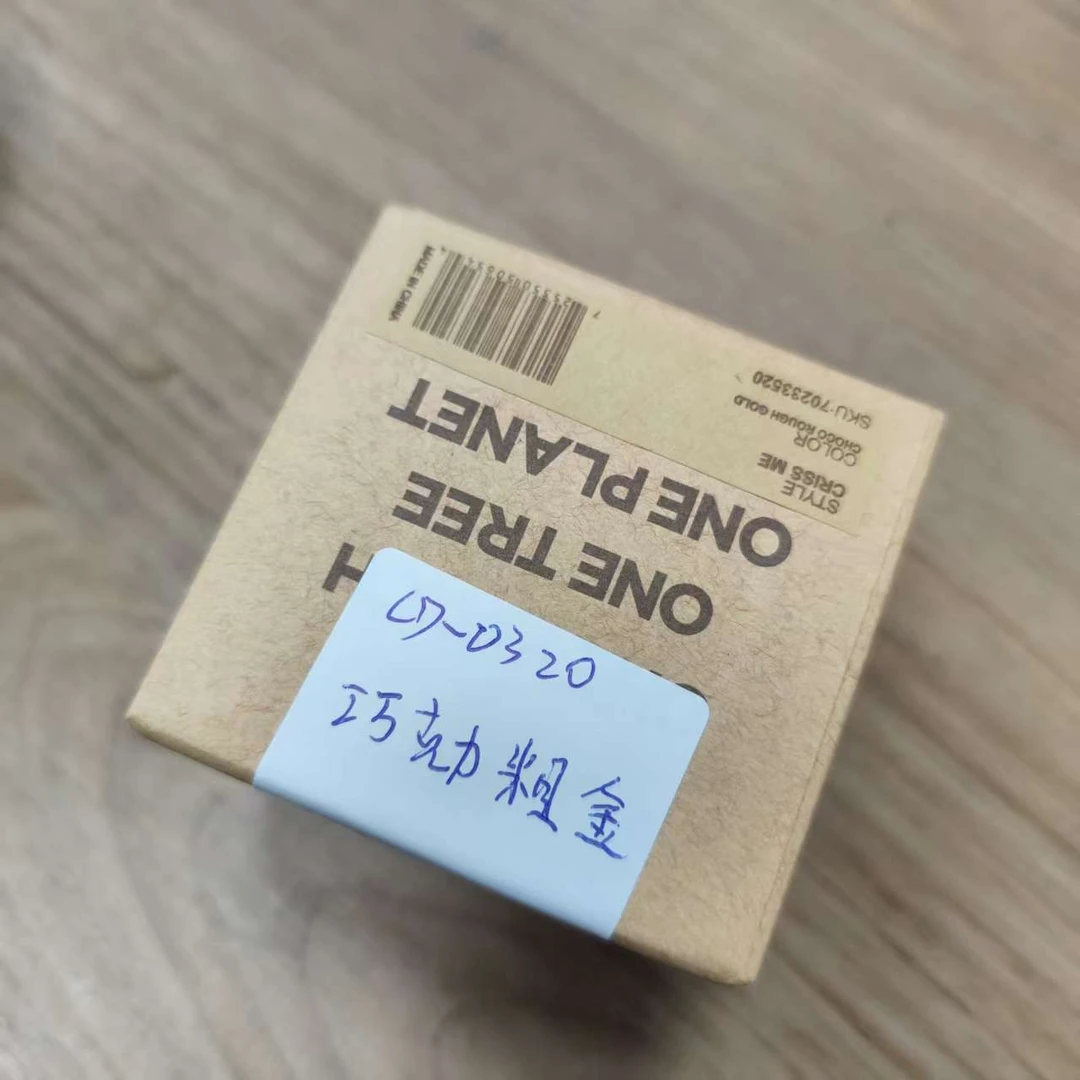 LD-0320
巧克力 粗金
H
ONE TREE
ONE PLANET
STYLE
CRISS ME
COLOR
CHOCO ROUGH GOLD
SKU:70233520
MADE IN CHINA